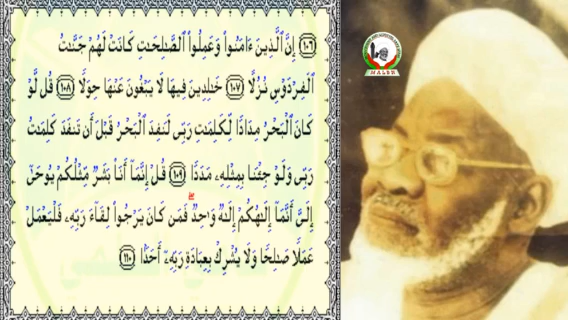 ﴿١٠٦﴾ إِنَّ ٱلَّذِينَ ءَامَنُوا۟ وَعَمِلُوا۟ ٱلصَّٰلِحَٰتِ كَانَتْ لَهُمْ جَنَّٰتُ
ٱلْفِرْدَوْسِ نُزُلًا ﴿١٠٧﴾ خَٰلِدِينَ فِيهَا لَا يَبْغُونَ عَنْهَا حِوَلًا ﴿١٠٨﴾ قُل لَّوْ
كَانَ ٱلْبَحْرُ مِدَادًا لِّكَلِمَٰتِ رَبِّى لَنَفِدَ ٱلْبَحْرُ قَبْلَ أَن تَنفَدَ كَلِمَٰتُ
رَبِّى وَلَوْ جِئْنَا بِمِثْلِهِۦ مَدَدًا ﴿١٠٩﴾ قُلْ إِنَّمَآ أَنَا۠ بَشَرٌ مِّثْلُكُمْ يُوحَىٰٓ
إِلَىَّ أَنَّمَآ إِلَٰهُكُمْ إِلَٰهٌ وَٰحِدٌ ۖ فَمَن كَانَ يَرْجُوا۟ لِقَآءَ رَبِّهِۦ فَلْيَعْمَلْ
عَمَلًا صَٰلِحًا وَلَا يُشْرِكْ بِعِبَادَةِ رَبِّهِۦٓ أَحَدًۢا ﴿١١٠﴾
MALBN